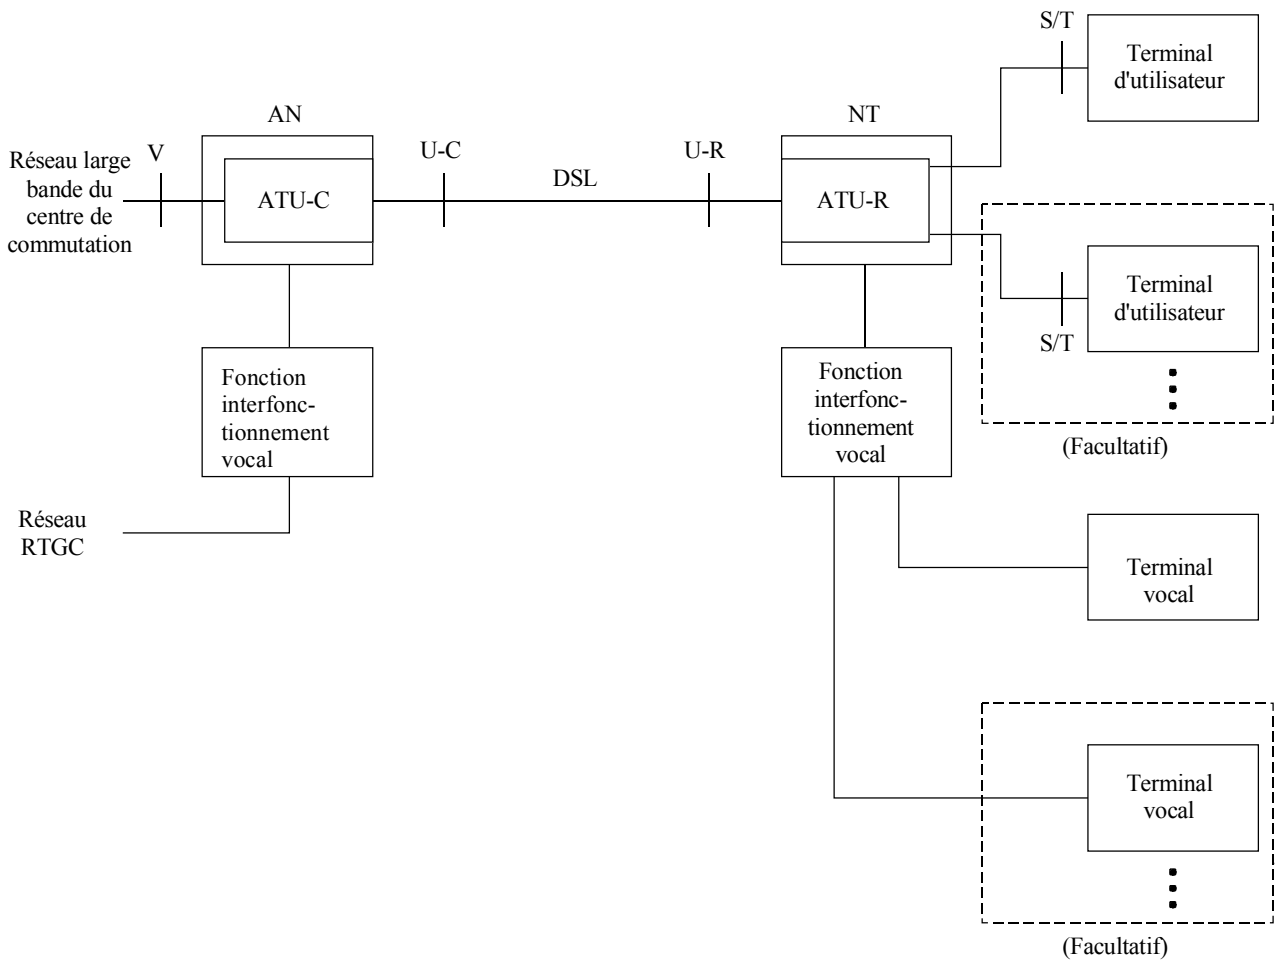 S/T
Terminal
d'utilisateur
AN
NT
V
U-C
U-R
DSL
Réseau large
bande du
centre de
commutation
ATU-C
ATU-R
Terminal
d'utilisateur
S/T
(Facultatif)
Fonction
interfonc-
tionnement
vocal
Fonction
interfonc-
tionnement
vocal
Réseau
RTGC
Terminal
vocal
Terminal
vocal
(Facultatif)